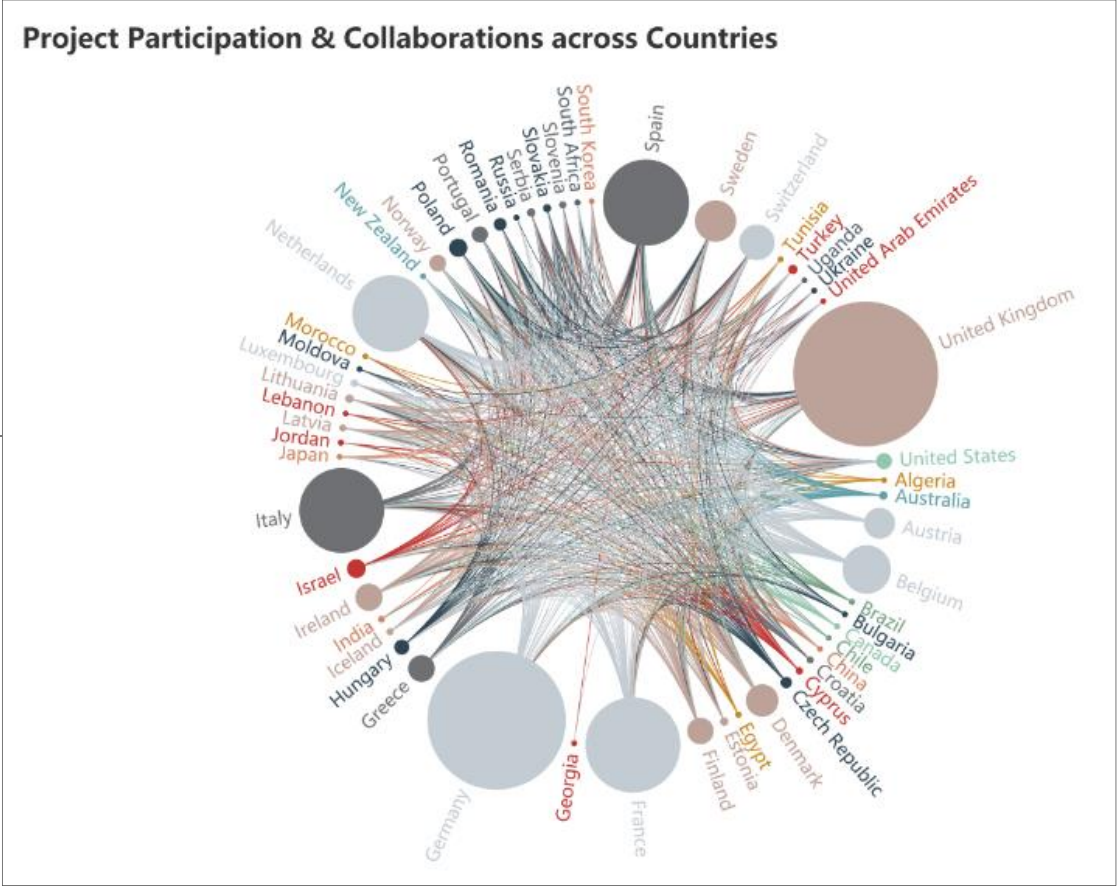 Project Participation & Collaborations across Countries
Spain
Sweden
Switzerland
Tunisia
Turkey
Uganda
Ukraine
United Arab Emirates
United Kingdom
United States
Algeria
Australia
Austria
Belgium
Brazil
Bulgaria
Canada
Chile
China
Croatia
Cyprus
Czech Republic
Denmark
Egypt
Estonia
Finland
France
Georgia
Germany
Greece
Hungary
Iceland
India
Ireland
Israel
Italy
Japan
Jordan
Latvia
Lebanon
Lithuania
Luxembourg
Moldova
Morocco
Netherlands
New Zealand
Norway
Poland
Portugal
Romania
Russia
Serbia
Slovakia
Slovenia
South Africa
South Korea